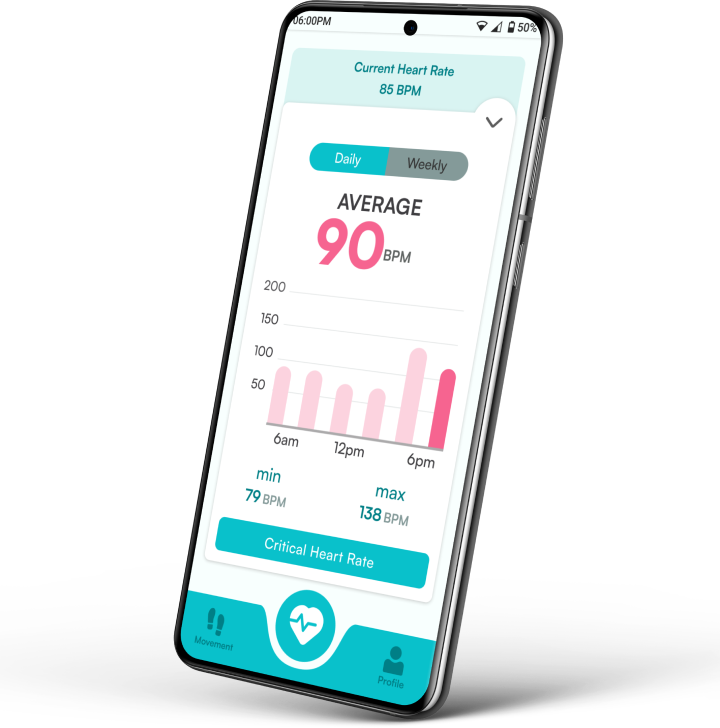 06:00PM 50%
Current Heart Rate
85 BPM
Daily Weekly
AVERAGE
90 BPM
200
150
100
50
6am 12pm 6pm
min max
79 BPM 138 BPM
Critical Heart Rate
Movement Profile